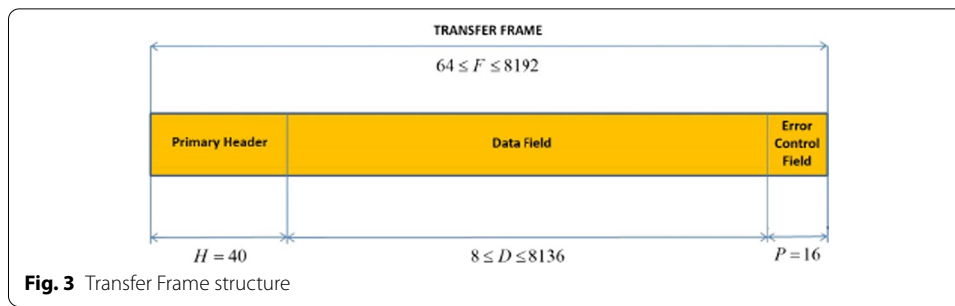 TRANSFER FRAME
64 ≤ F ≤ 8192
Primary Header
Data Field
Error
Control
Field
H = 40
8 ≤ D ≤ 8136
P = 16
Fig. 3 Transfer Frame structure